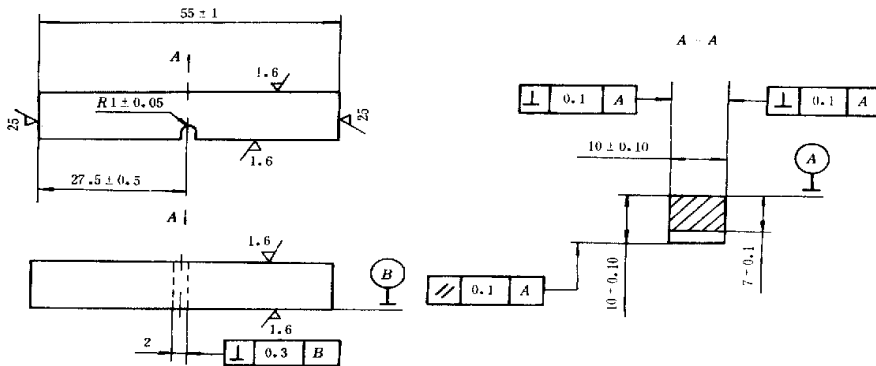 55±1
A
1.6
R1±0.05
25
25
1.6
27.5±0.5
A
1.6
B
1.6
2
⊥ 0.3 B
A-A
⊥ 0.1 A
⊥ 0.1 A
10±0.10
A
// 0.1 A
10-0.10
7-0.1